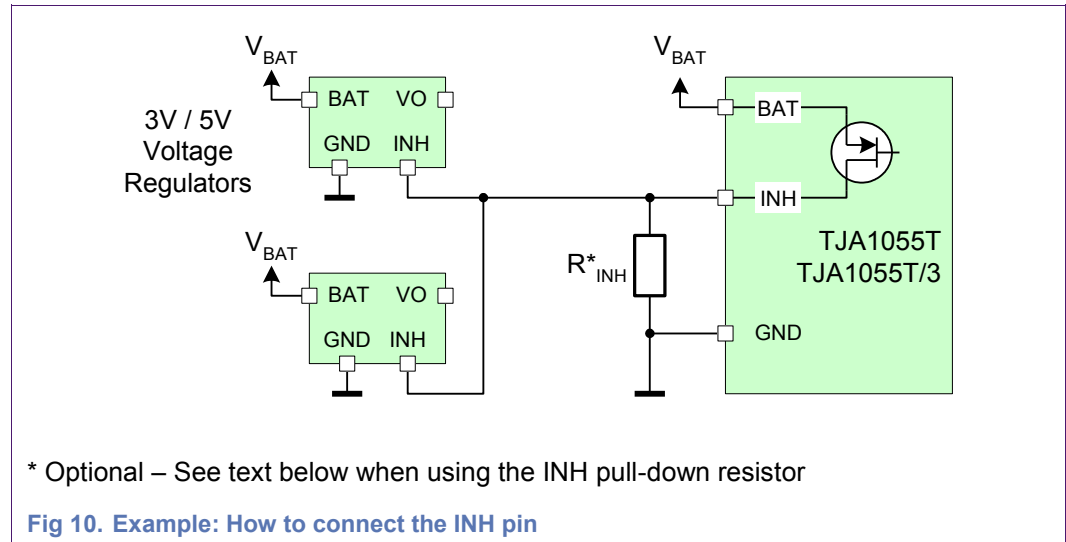 VBAT
BAT VO
GND INH
3V / 5V
Voltage
Regulators
VBAT
BAT VO
GND INH
VBAT
BAT
INH
TJA1055T
TJA1055T/3
R*INH
GND
* Optional – See text below when using the INH pull-down resistor
Fig 10. Example: How to connect the INH pin